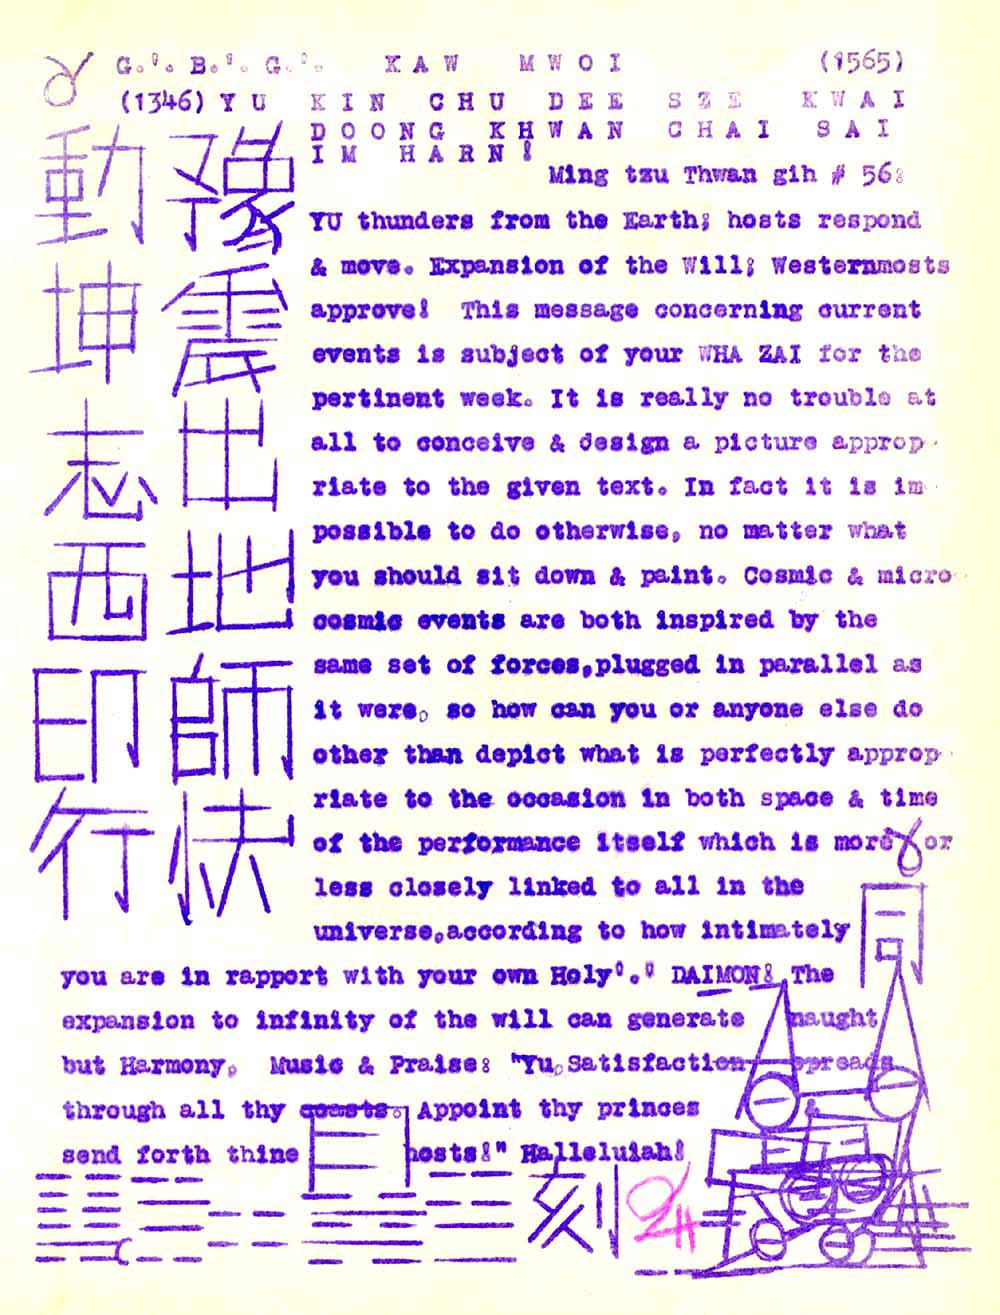 G.'. B.'. G.'. KAW MWOI (1565)
(1346) YU KIN CHU DEE SZE KWAI
DOONG KHWAN CHAI SAI
IM HARN!
Ming tzu Thwan gih # 56:
YU thunders from the Earth; hosts respond
& move. Expansion of the Will; Westernmosts
approve! This message concerning current
events is subject of your WHA ZAI for the
pertinent week. It is really no trouble at
all to conceive & design a picture approp-
riate to the given text. In fact it is im-
possible to do otherwise, no matter what
you should sit down & paint. Cosmic & micro-
cosmic events are both inspired by the
same set of forces,plugged in parallel as
it were, so how can you or anyone else do
other than depict what is perfectly approp-
riate to the occasion in both space & time
of the performance itself which is more or
less closely linked to all in the
universe,according to how intimately
you are in rapport with your own Holy'.' DAIMON! The
expansion to infinity of the will can generate naught
but Harmony, Music & Praise: "Yu,Satisfaction spreads
through all thy coasts. Appoint thy princes
send forth thine hosts!" Halleluiah!
豫震出地師快
動坤志西印行
同
日
刻